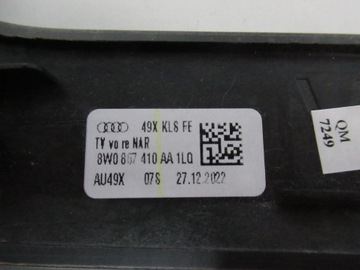 49X KLS FE
TV vo re NAR
8W0 867 410 AA 1LQ
AU49X 07S 27.12.2022
QM
7249